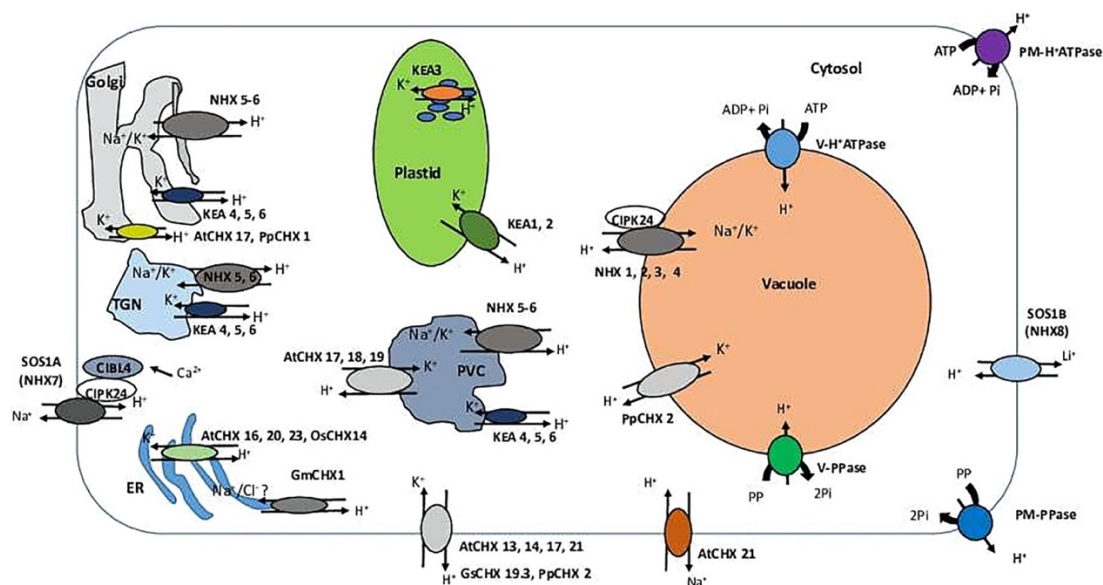 Golgi
NHX 5-6
Na⁺/K⁺
H⁺
K⁺
H⁺
KEA 4, 5, 6
K⁺
H⁺
AtCHX 17, PpCHX 1
Na⁺/K⁺
NHX 5, 6
H⁺
TGN
K⁺
H⁺
KEA 4, 5, 6
SOS1A
(NHX7)
CIBL4
Ca²⁺
CIPK24
H⁺
Na⁺
K⁺
AtCHX 16, 20, 23, OsCHX14
H⁺
ER
Na⁺/Cl⁻ ?
GmCHX1
H⁺
KEA3
K⁺
H⁺
Plastid
K⁺
KEA1, 2
H⁺
NHX 5-6
Na⁺/K⁺
H⁺
AtCHX 17, 18, 19
K⁺
PVC
H⁺
K⁺
H⁺
KEA 4, 5, 6
K⁺
H⁺
AtCHX 13, 14, 17, 21
GsCHX 19.3, PpCHX 2
H⁺
AtCHX 21
Na⁺
Cytosol
ADP+ Pi
ATP
V-H⁺ATPase
H⁺
CIPK24
Na⁺/K⁺
H⁺
NHX 1, 2, 3, 4
Vacuole
K⁺
H⁺
PpCHX 2
H⁺
V-PPase
PP
2Pi
H⁺
ATP
PM-H⁺ATPase
ADP+ Pi
SOS1B
(NHX8)
Li⁺
H⁺
PP
2Pi
PM-PPase
H⁺